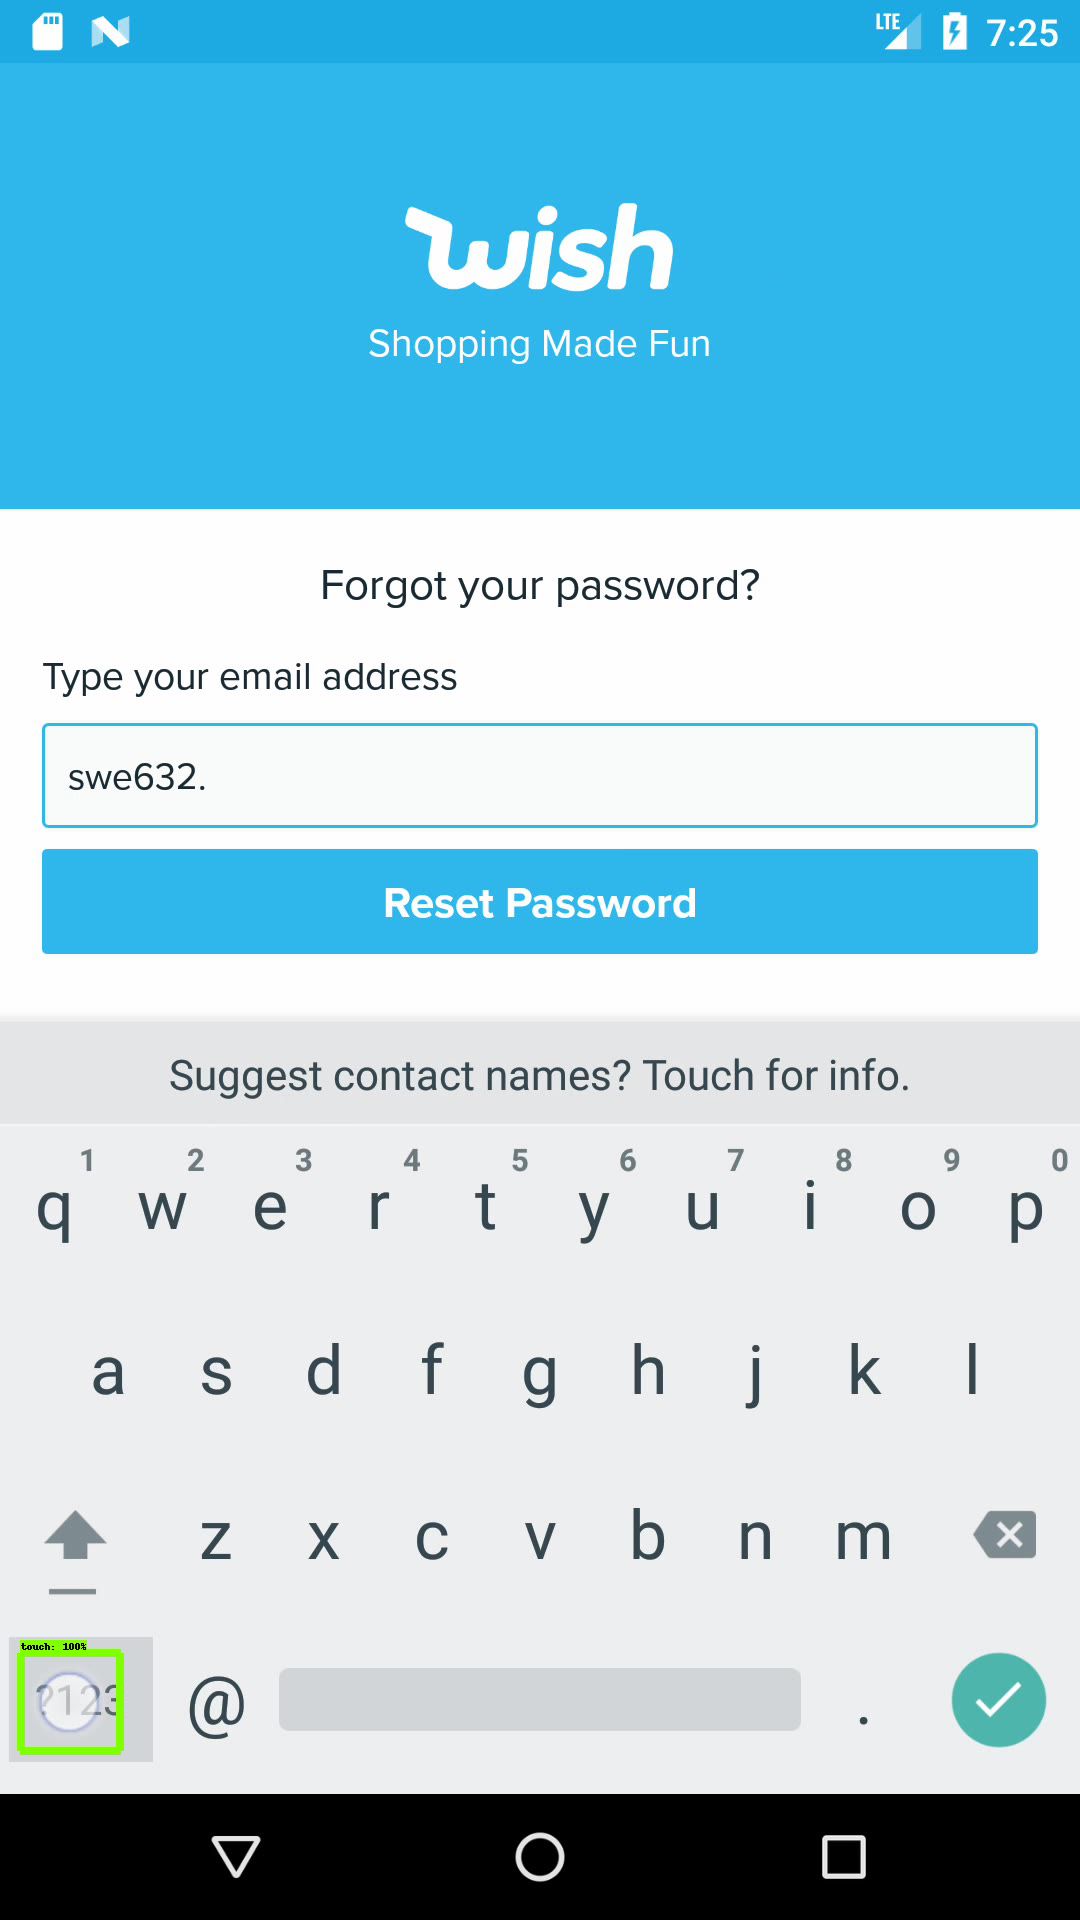 LTE 7:25
wish
Shopping Made Fun
Forgot your password?
Type your email address
swe632.
Reset Password
Suggest contact names? Touch for info.
1 2 3 4 5 6 7 8 9 0
q w e r t y u i o p
a s d f g h j k l
z x c v b n m
touch: 100%
?123 @ .